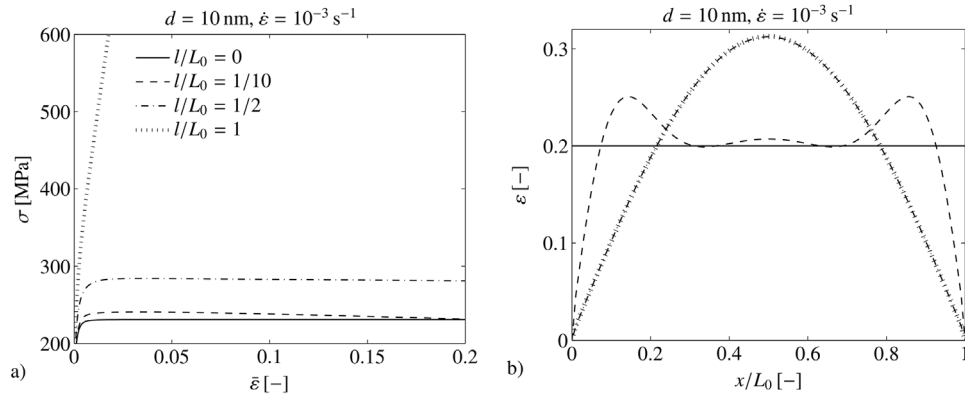 d = 10 nm, ε̇ = 10⁻³ s⁻¹
600
500
400
300
200
σ [MPa]
l/L₀ = 0
l/L₀ = 1/10
l/L₀ = 1/2
l/L₀ = 1
0
0.05
0.1
0.15
0.2
ε̄ [−]
a)
d = 10 nm, ε̇ = 10⁻³ s⁻¹
0.3
0.2
0.1
0
ε [−]
0
0.2
0.4
0.6
0.8
1
x/L₀ [−]
b)